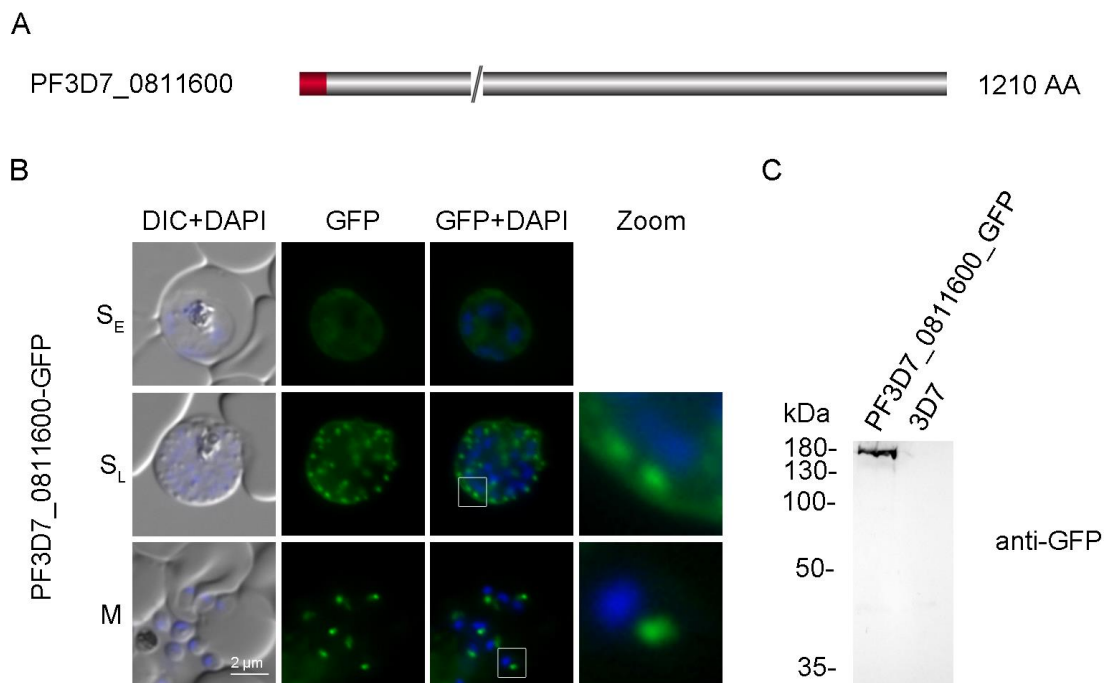 A
PF3D7_0811600
1210 AA
B
DIC+DAPI
GFP
GFP+DAPI
Zoom
PF3D7_0811600-GFP
SE
SL
M
2 µm
C
PF3D7_0811600_GFP
3D7
kDa
180-
130-
100-
50-
35-
anti-GFP